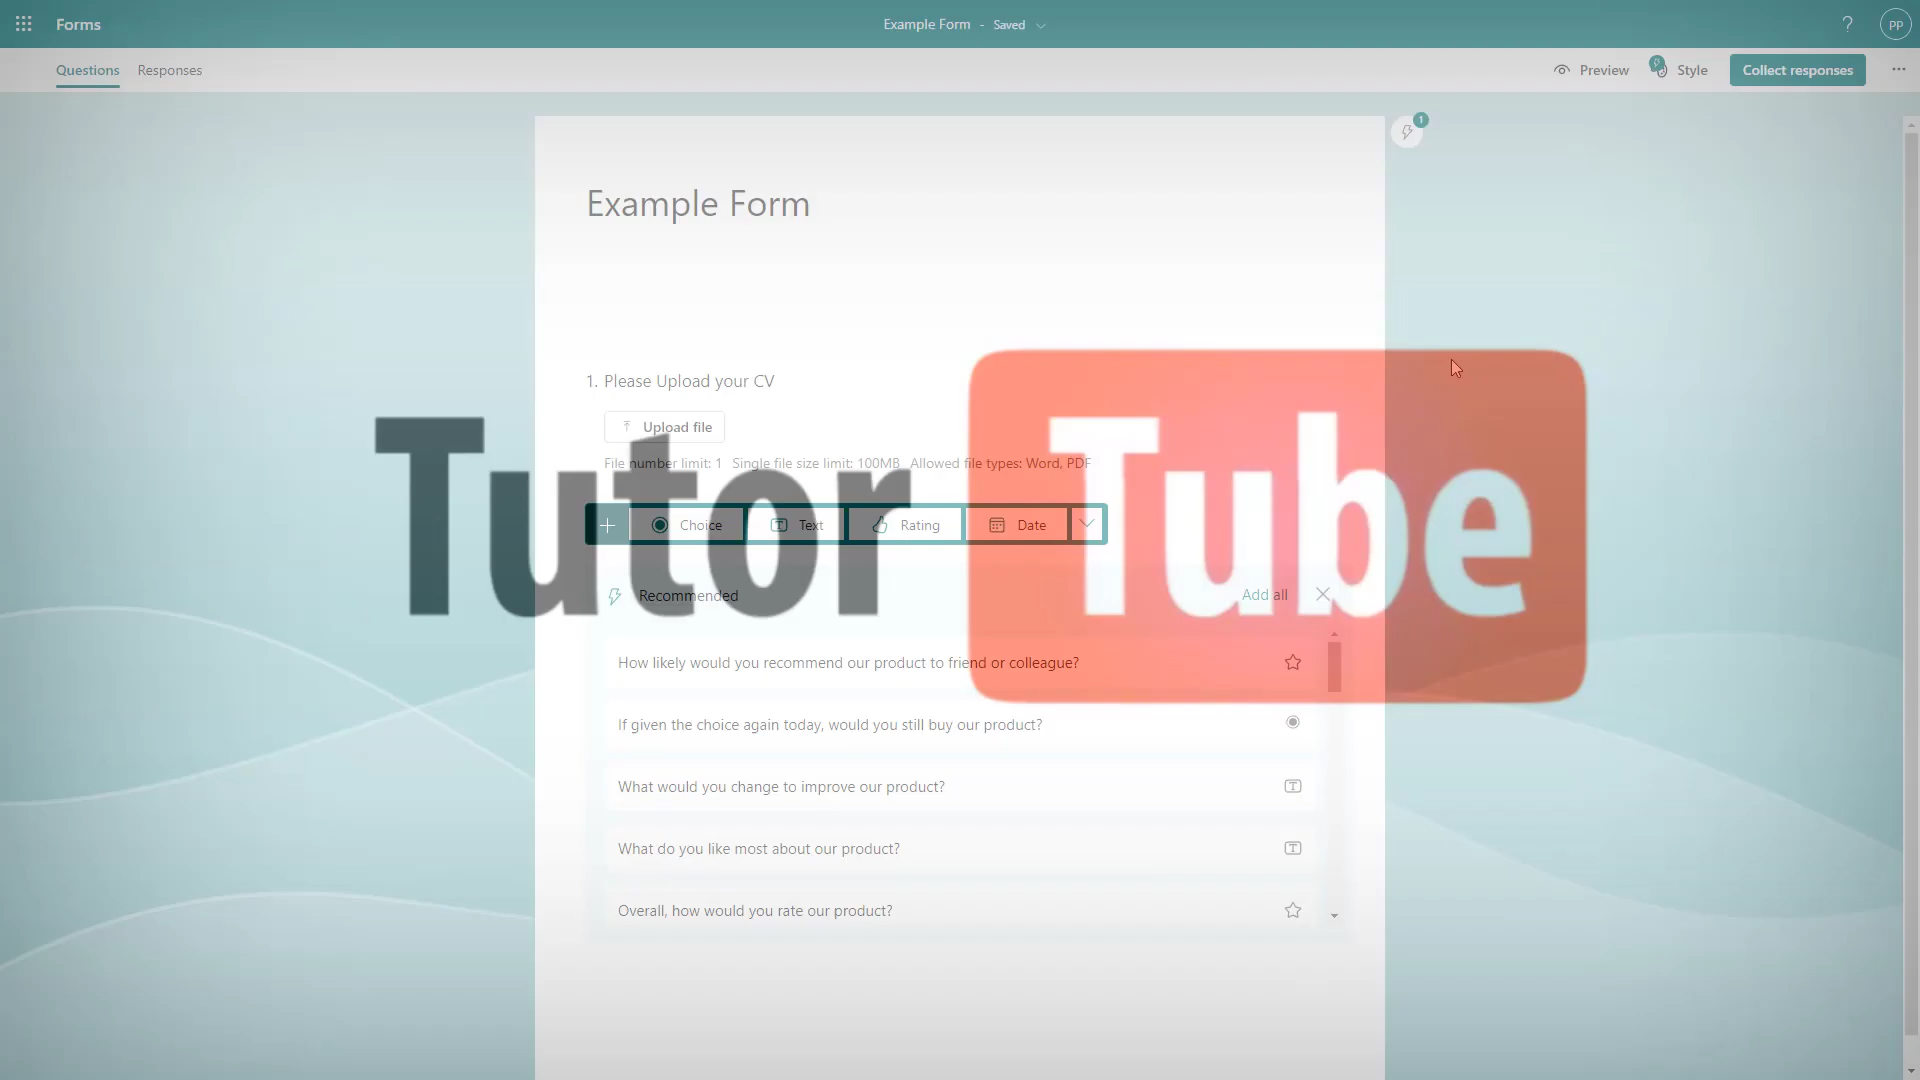 Forms
Example Form - Saved
? PP
Questions Responses
Preview Style Collect responses
1
Example Form
1. Please Upload your CV
Upload file
File number limit: 1 Single file size limit: 100MB Allowed file types: Word, PDF
Tutor Tube
Choice Text Rating Date
Recommended Add all
How likely would you recommend our product to friend or colleague?
If given the choice again today, would you still buy our product?
What would you change to improve our product?
What do you like most about our product?
Overall, how would you rate our product?